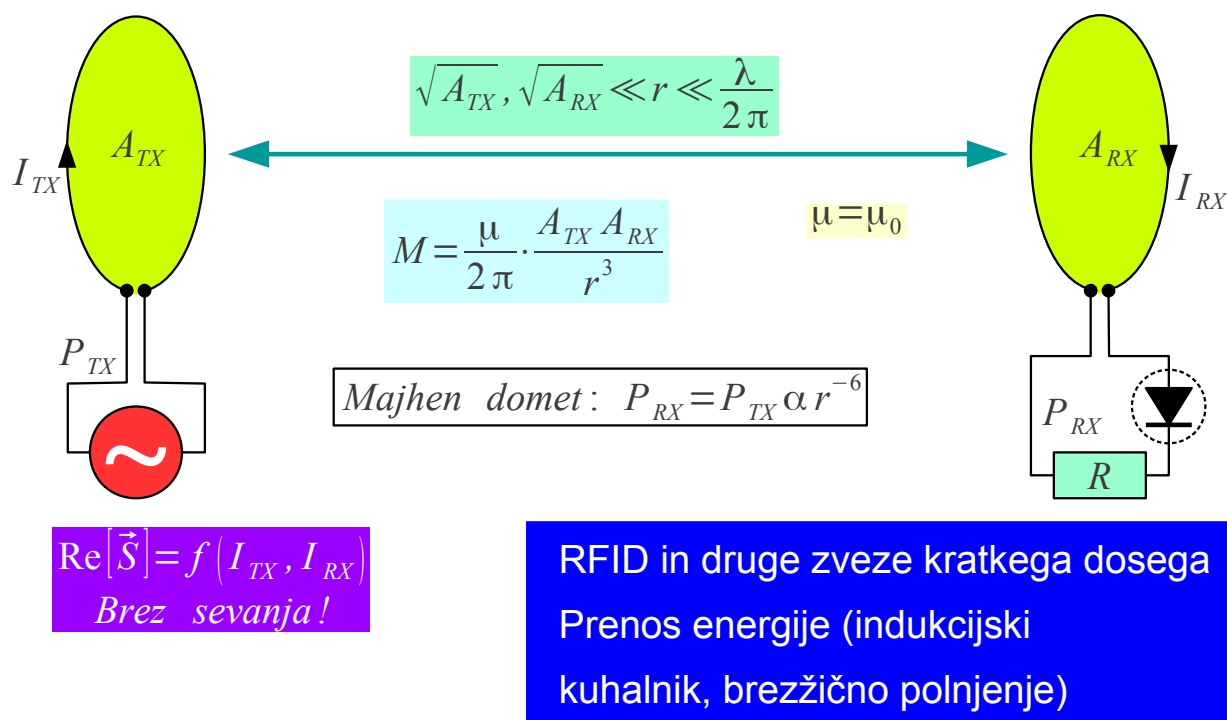 √A_TX, √A_RX ≪ r ≪ λ/(2π)
A_TX
A_RX
I_TX
I_RX
μ=μ₀
M = μ/(2π) · A_TX A_RX / r³
P_TX
Majhen domet: P_RX = P_TX α r⁻⁶
P_RX
~
R
Re[S⃗] = f(I_TX, I_RX)
Brez sevanja!
RFID in druge zveze kratkega dosega
Prenos energije (indukcijski
kuhalnik, brezžično polnjenje)